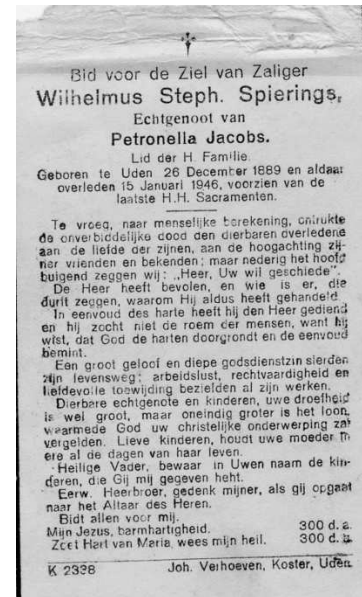 Bid voor de Ziel van Zaliger
Wilhelmus Steph. Spierings,
Echtgenoot van
Petronella Jacobs.
Lid der H. Familie.
Geboren te Uden 26 December 1889 en aldaar
overleden 15 Januari 1946, voorzien van de
laatste H.H. Sacramenten.
Te vroeg, naar menselijke berekening, ontrukte
de onverbiddelijke dood den dierbaren overledene
aan de liefde der zijnen, aan de hoogachting zij-
ner vrienden en bekenden; maar nederig het hoofd
buigend zeggen wij: „Heer, Uw wil geschiede".
De Heer heeft bevolen, en wie is er, die
durft zeggen, waarom Hij aldus heeft gehandeld.
In eenvoud des harte heeft hij den Heer gediend
en hij zocht niet de roem der mensen, want hij
wist, dat God de harten doorgrondt en de eenvoud
bemint.
Een groot geloof en diepe godsdienstzin sierden
zijn levensweg; arbeidslust, rechtvaardigheid en
liefdevolle toewijding bezielden al zijn werken.
Dierbare echtgenote en kinderen, uwe droefheid
is wel groot, maar oneindig groter is het loon,
waarmede God uw christelijke onderwerping zal
vergelden. Lieve kinderen, houdt uwe moeder in
ere al de dagen van haar leven.
Heilige Vader, bewaar in Uwen naam de kin-
deren, die Gij mij gegeven hebt.
Eerw. Heerbroer, gedenk mijner, als gij opgaat
naar het Altaar des Heren.
Bidt allen voor mij.
Mijn Jezus, barmhartigheid. 300 d. a.
Zoet Hart van Maria, wees mijn heil. 300 d. a.
K 2328 Joh. Verhoeven, Koster, Uden.